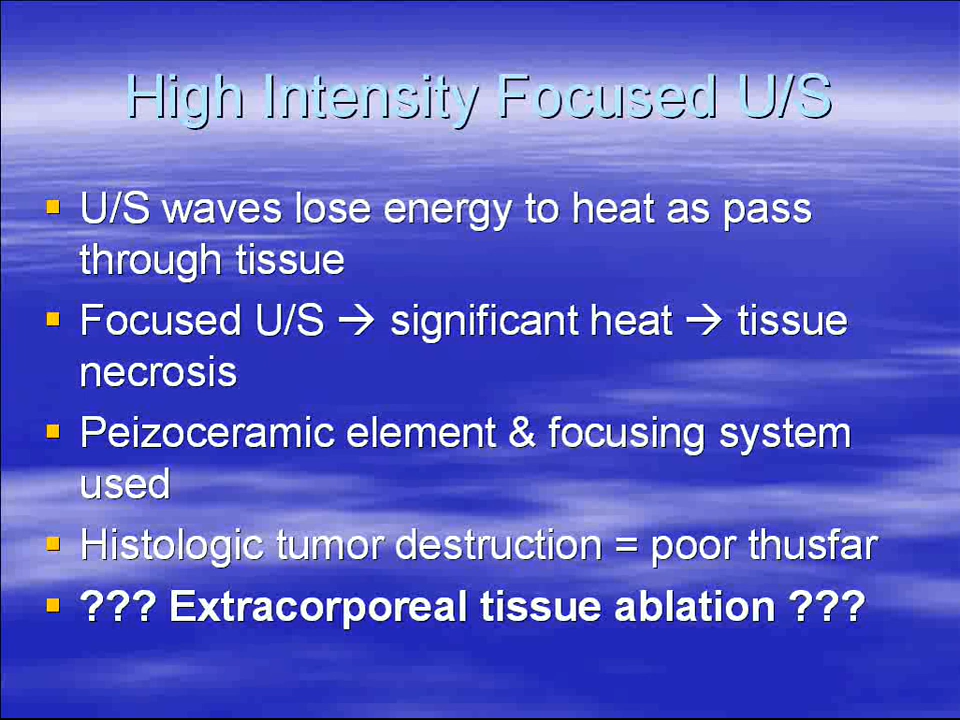 High Intensity Focused U/S
▪ U/S waves lose energy to heat as pass
through tissue
▪ Focused U/S → significant heat → tissue
necrosis
▪ Peizoceramic element & focusing system
used
▪ Histologic tumor destruction = poor thusfar
▪ ??? Extracorporeal tissue ablation ???